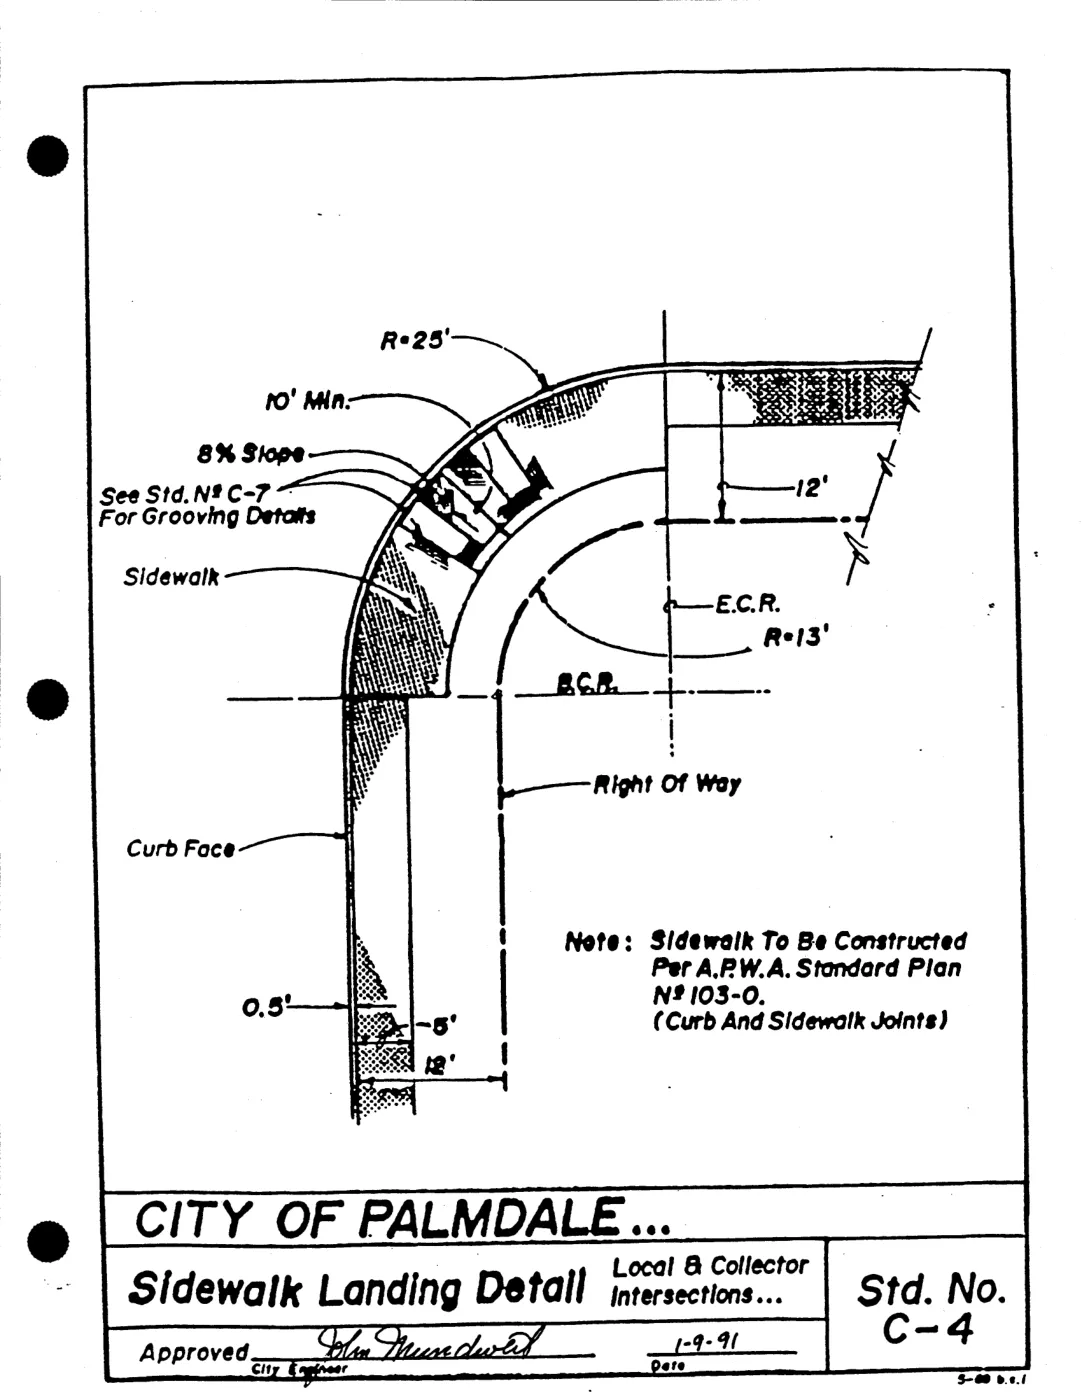 R=25'
10' Min.
8% Slope
See Std. Nº C-7
For Grooving Details
12'
Sidewalk
E.C.R.
R=13'
B.C.R.
Right Of Way
Curb Face
Note: Sidewalk To Be Constructed
Per A.P.W.A. Standard Plan
Nº 103-0.
(Curb And Sidewalk Joints)
0.5'
5'
12'
CITY OF PALMDALE...
Sidewalk Landing Detail
Local & Collector
Intersections...
Std. No.
C-4
Approved
1-9-91
City Engineer
Date